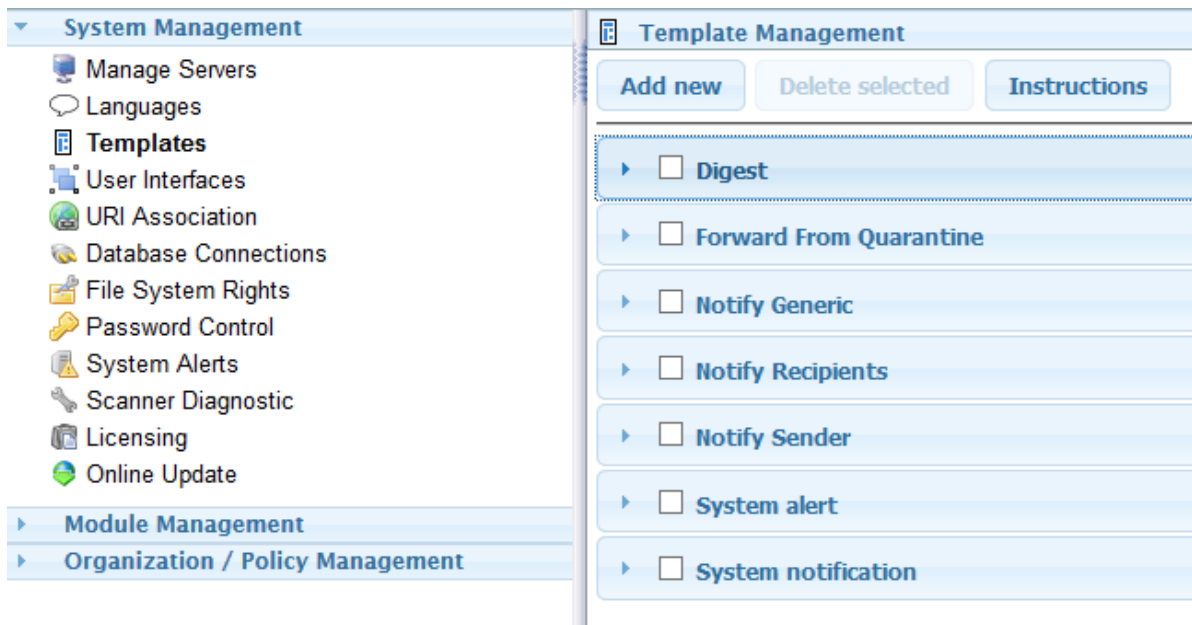 System Management
Manage Servers
Languages
Templates
User Interfaces
URI Association
Database Connections
File System Rights
Password Control
System Alerts
Scanner Diagnostic
Licensing
Online Update
Module Management
Organization / Policy Management
Template Management
Add new Delete selected Instructions
Digest
Forward From Quarantine
Notify Generic
Notify Recipients
Notify Sender
System alert
System notification